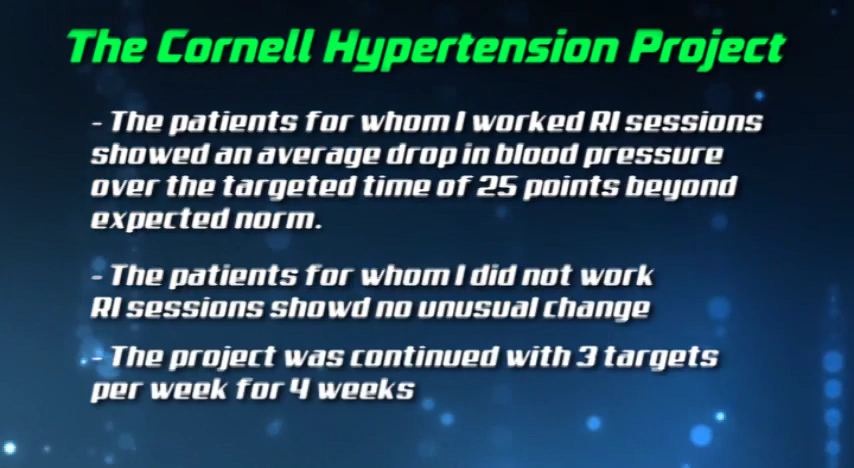 The Cornell Hypertension Project
- The patients for whom I worked RI sessions
showed an average drop in blood pressure
over the targeted time of 25 points beyond
expected norm.
- The patients for whom I did not work
RI sessions showd no unusual change
- The project was continued with 3 targets
per week for 4 weeks